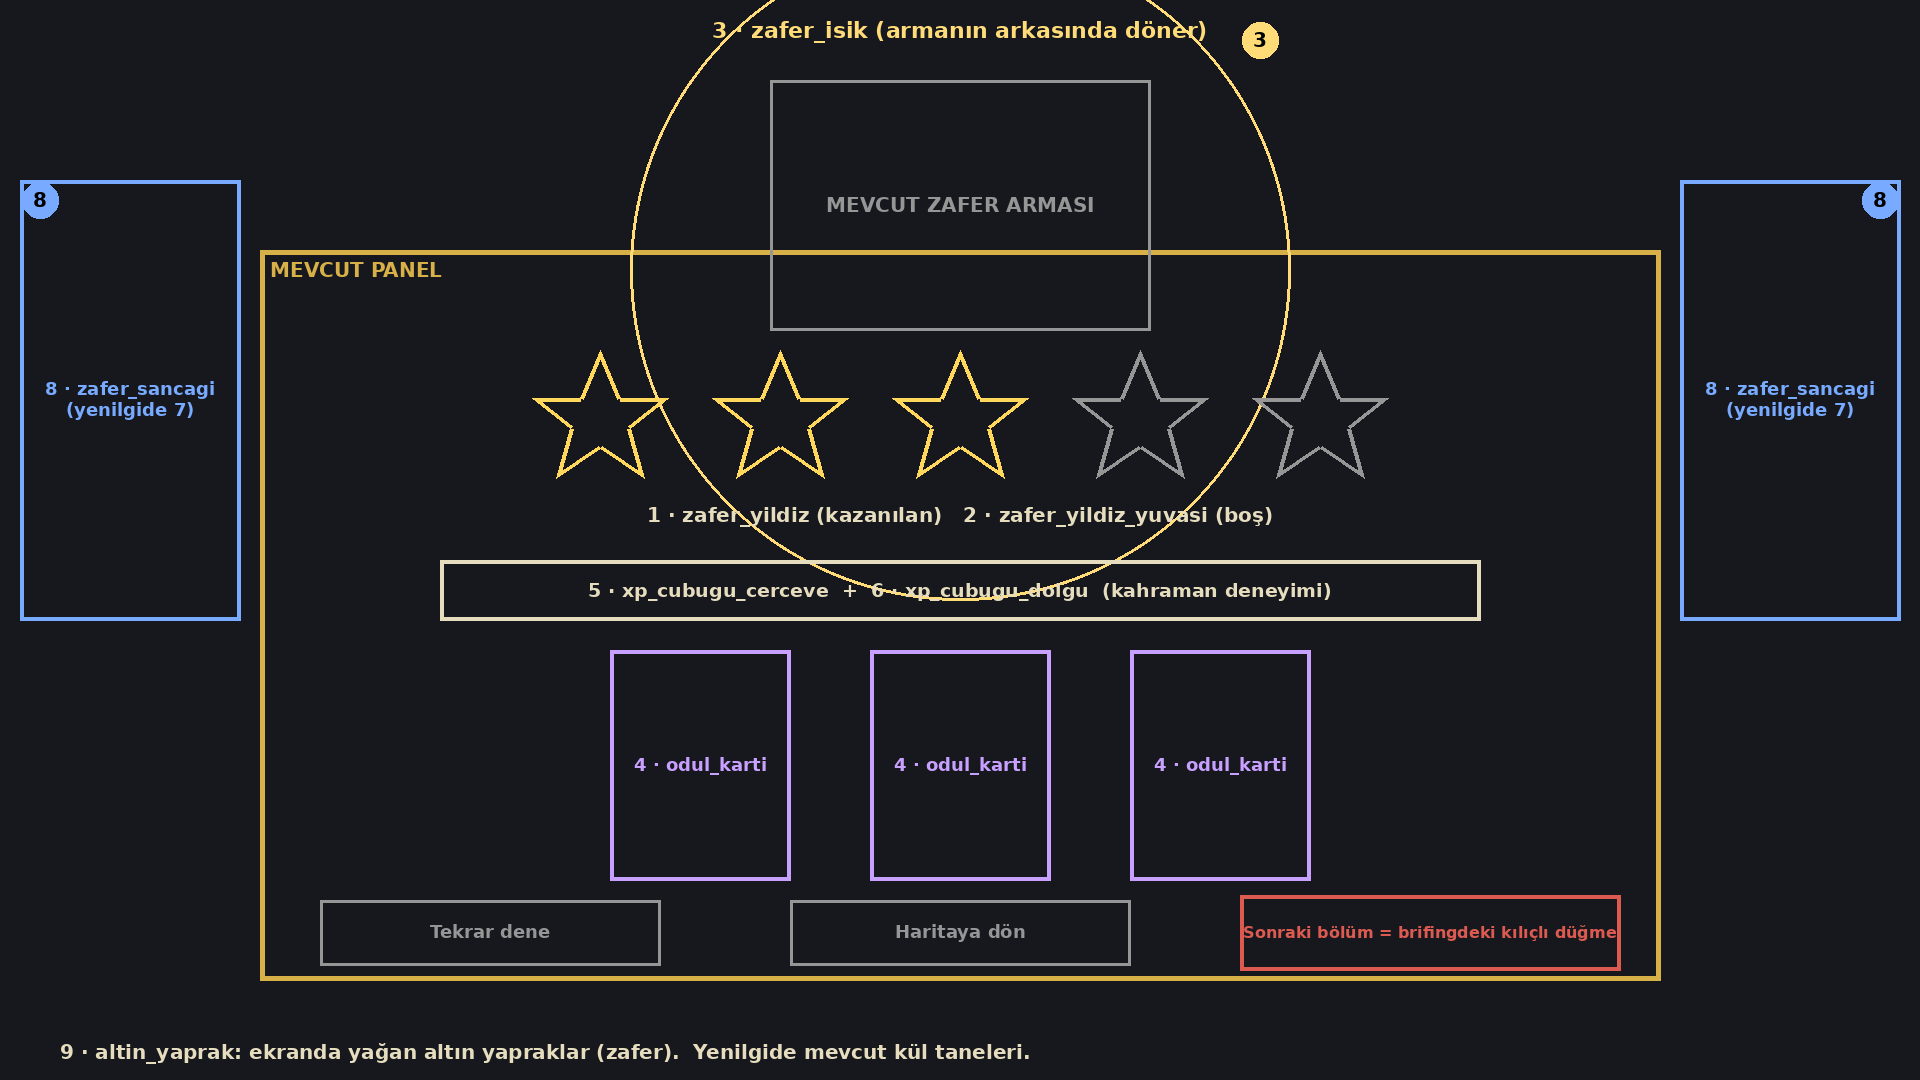 3 · zafer_isik (armanın arkasında döner)
3
MEVCUT ZAFER ARMASI
8
8
MEVCUT PANEL
8 · zafer_sancagi
(yenilgide 7)
8 · zafer_sancagi
(yenilgide 7)
1 · zafer_yildiz (kazanılan)   2 · zafer_yildiz_yuvasi (boş)
5 · xp_cubugu_cerceve  +  6 · xp_cubugu_dolgu  (kahraman deneyimi)
4 · odul_karti
4 · odul_karti
4 · odul_karti
Tekrar dene
Haritaya dön
Sonraki bölüm = brifingdeki kılıçlı düğme
9 · altin_yaprak: ekranda yağan altın yapraklar (zafer).  Yenilgide mevcut kül taneleri.